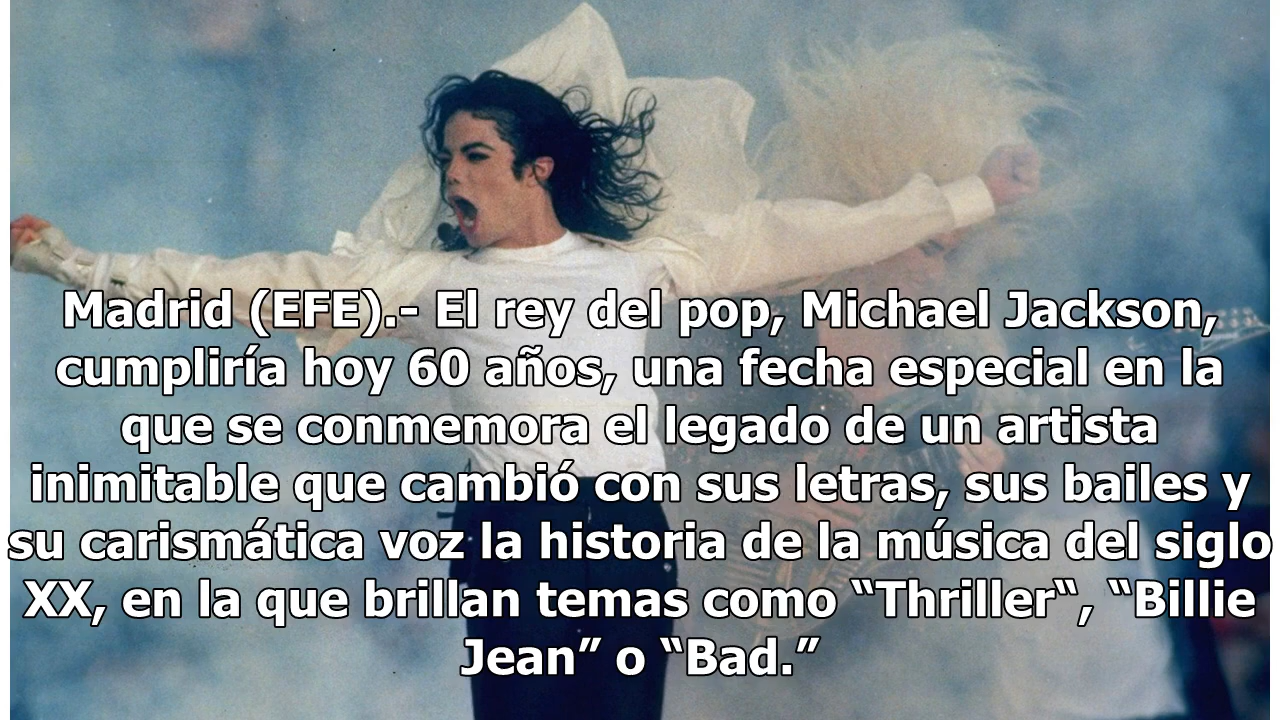 Madrid (EFE).- El rey del pop, Michael Jackson,
cumpliría hoy 60 años, una fecha especial en la
que se conmemora el legado de un artista
inimitable que cambió con sus letras, sus bailes y
su carismática voz la historia de la música del siglo
XX, en la que brillan temas como “Thriller“, “Billie
Jean” o “Bad.”